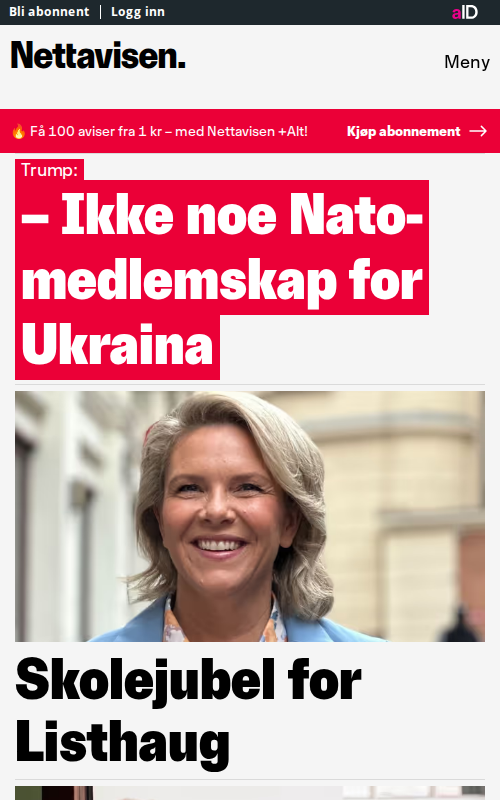 Bli abonnent | Logg inn
aID
Nettavisen.
Meny
🔥 Få 100 aviser fra 1 kr – med Nettavisen +Alt!
Kjøp abonnement →
Trump:
– Ikke noe Nato-
medlemskap for
Ukraina
Skolejubel for
Listhaug